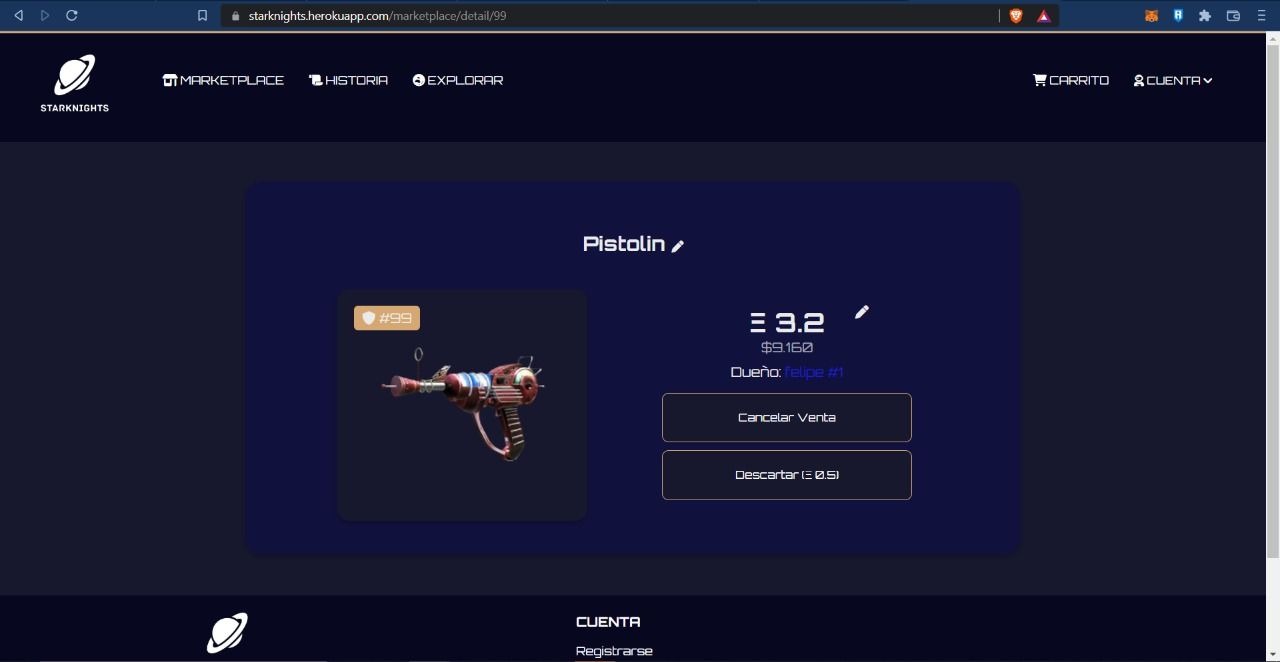 starknights.herokuapp.com/marketplace/detail/99
STARKNIGHTS
MARKETPLACE
HISTORIA
EXPLORAR
CARRITO
CUENTA
Pistolin
#99
Ξ 3.2
$9.160
Dueño: felipe #1
Cancelar Venta
Descartar (Ξ 0.5)
CUENTA
Registrarse